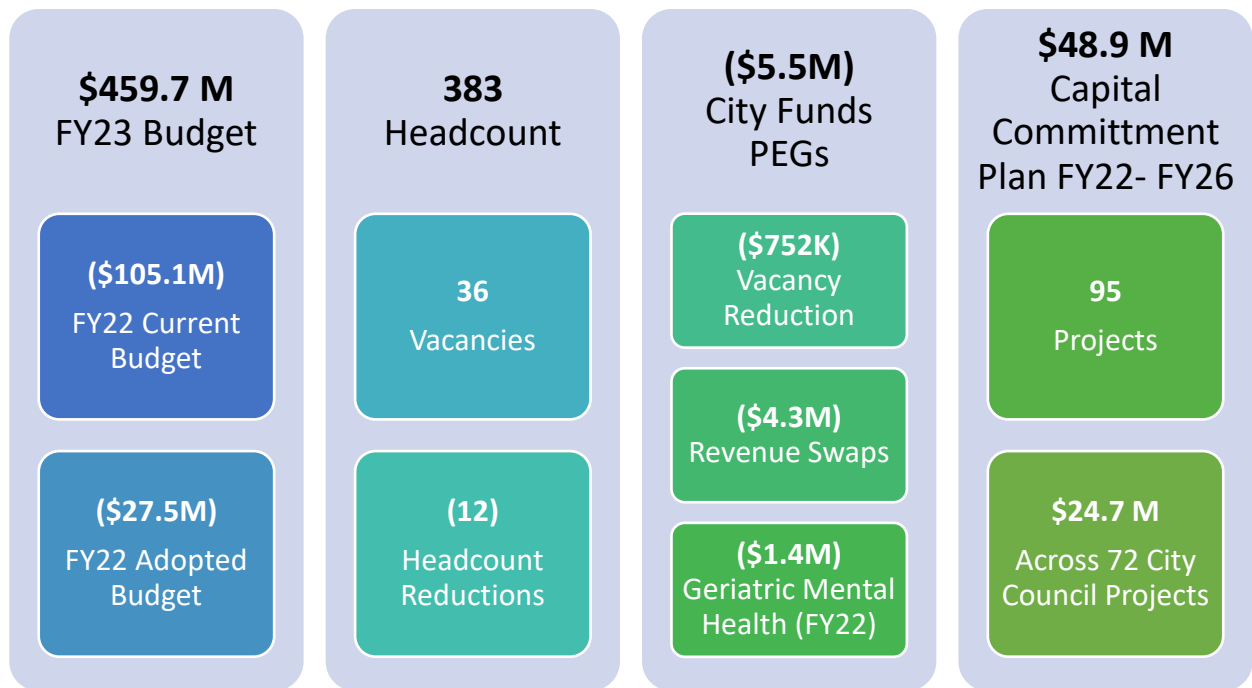 $459.7 M
FY23 Budget
($105.1M)
FY22 Current
Budget
($27.5M)
FY22 Adopted
Budget
383
Headcount
36
Vacancies
(12)
Headcount
Reductions
($5.5M)
City Funds
PEGs
($752K)
Vacancy
Reduction
($4.3M)
Revenue Swaps
($1.4M)
Geriatric Mental
Health (FY22)
$48.9 M
Capital
Committment
Plan FY22- FY26
95
Projects
$24.7 M
Across 72 City
Council Projects